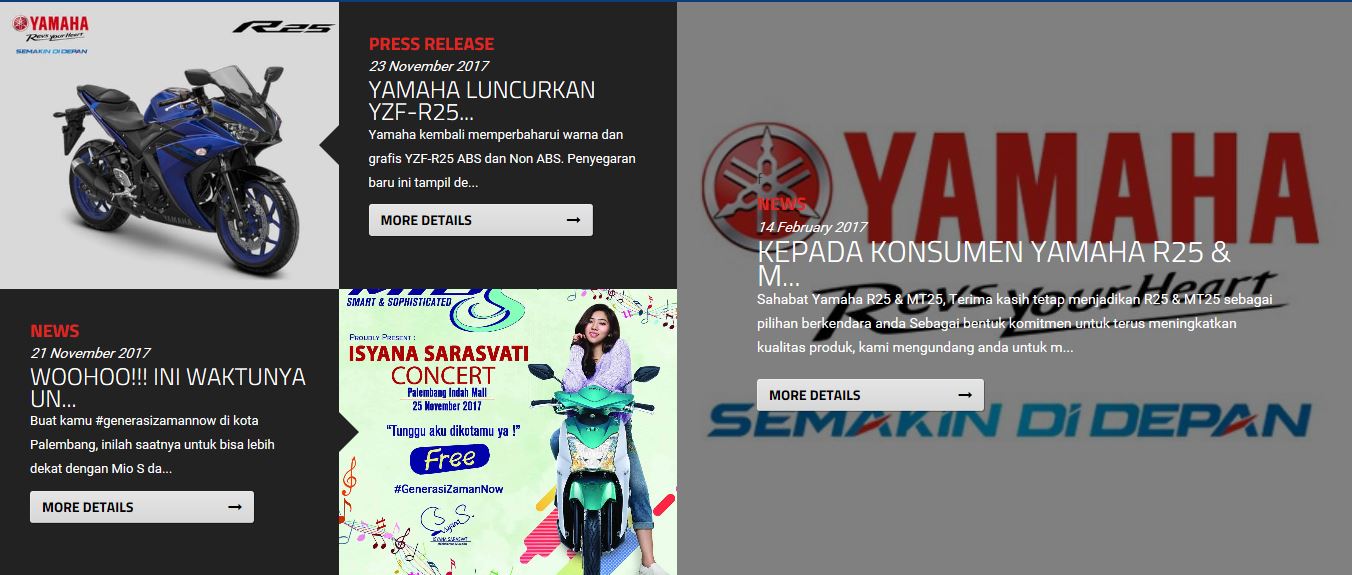 YAMAHA
Revs your Heart
SEMAKIN DI DEPAN
R25
YAMAHA
PRESS RELEASE
23 November 2017
YAMAHA LUNCURKAN
YZF-R25...
Yamaha kembali memperbaharui warna dan
grafis YZF-R25 ABS dan Non ABS. Penyegaran
baru ini tampil de...
MORE DETAILS
NEWS
21 November 2017
WOOHOO!!! INI WAKTUNYA
UN...
Buat kamu #generasizamannow di kota
Palembang, inilah saatnya untuk bisa lebih
dekat dengan Mio S da...
MORE DETAILS
SMART & SOPHISTICATED
PROUDLY PRESENT :
ISYANA SARASVATI
CONCERT
Palembang Indah Mall
25 November 2017
"Tunggu aku dikotamu ya !"
Free
#GenerasiZamanNow
ISYANA SARASVATI
YAMAHA
Revs your Heart
SEMAKIN DI DEPAN
f
NEWS
14 February 2017
KEPADA KONSUMEN YAMAHA R25 &
M...
Sahabat Yamaha R25 & MT25, Terima kasih tetap menjadikan R25 & MT25 sebagai
pilihan berkendara anda Sebagai bentuk komitmen untuk terus meningkatkan
kualitas produk, kami mengundang anda untuk m...
MORE DETAILS